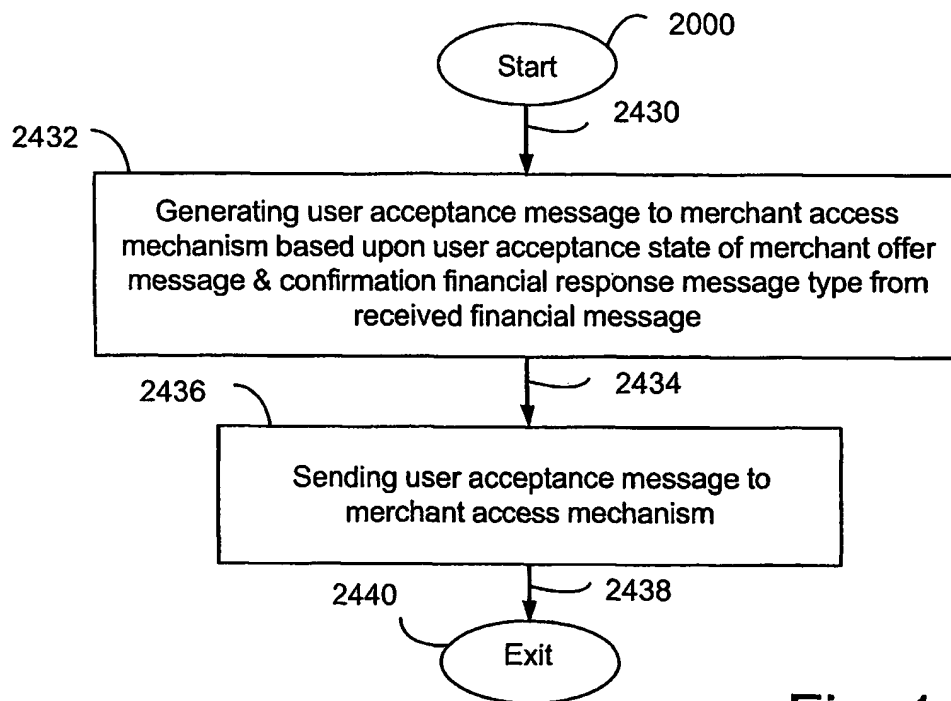 2000
Start
2430
2432
Generating user acceptance message to merchant access
mechanism based upon user acceptance state of merchant offer
message & confirmation financial response message type from
received financial message
2434
2436
Sending user acceptance message to
merchant access mechanism
2438
2440
Exit